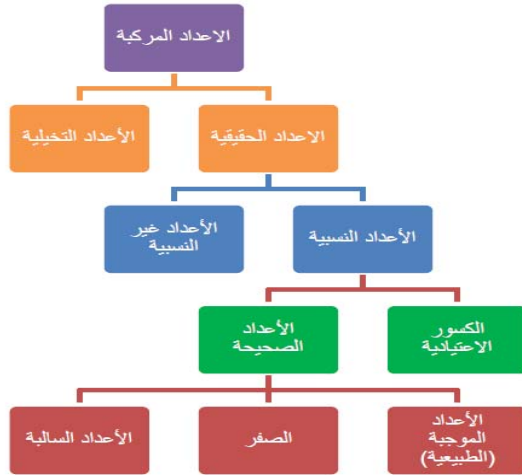 الاعداد المركبة
الاعداد الحقيقية
الأعداد التخيلية
الأعداد النسبية
الأعداد غير
النسبية
الكسور
الاعتيادية
الأعداد
الصحيحة
الأعداد
الموجبة
(الطبيعية)
الصفر
الأعداد السالبة